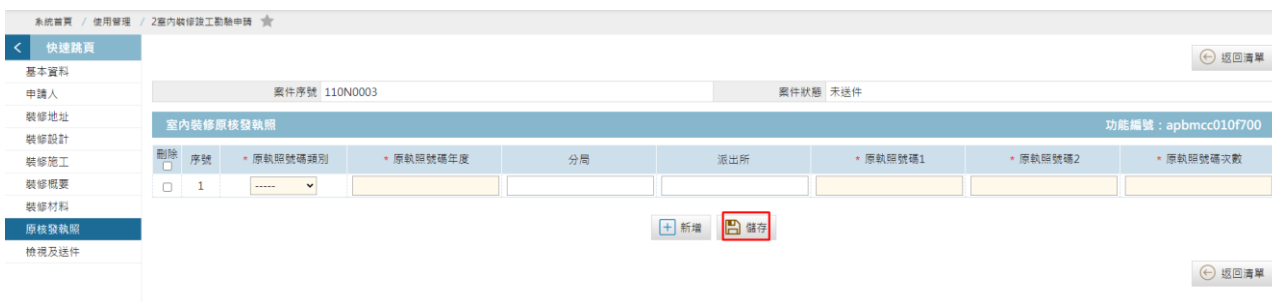 系統首頁 / 使用管理 / 2室內裝修竣工勘驗申請
< 快速跳頁
基本資料
申請人
裝修地址
裝修設計
裝修施工
裝修概要
裝修材料
原核發執照
檢視及送件
返回清單
案件序號 110N0003 案件狀態 未送件
室內裝修原核發執照 功能編號：apbmcc010f700
刪除 序號 * 原執照號碼類別 * 原執照號碼年度 分局 派出所 * 原執照號碼1 * 原執照號碼2 * 原執照號碼次數
1 -----
新增 儲存
返回清單